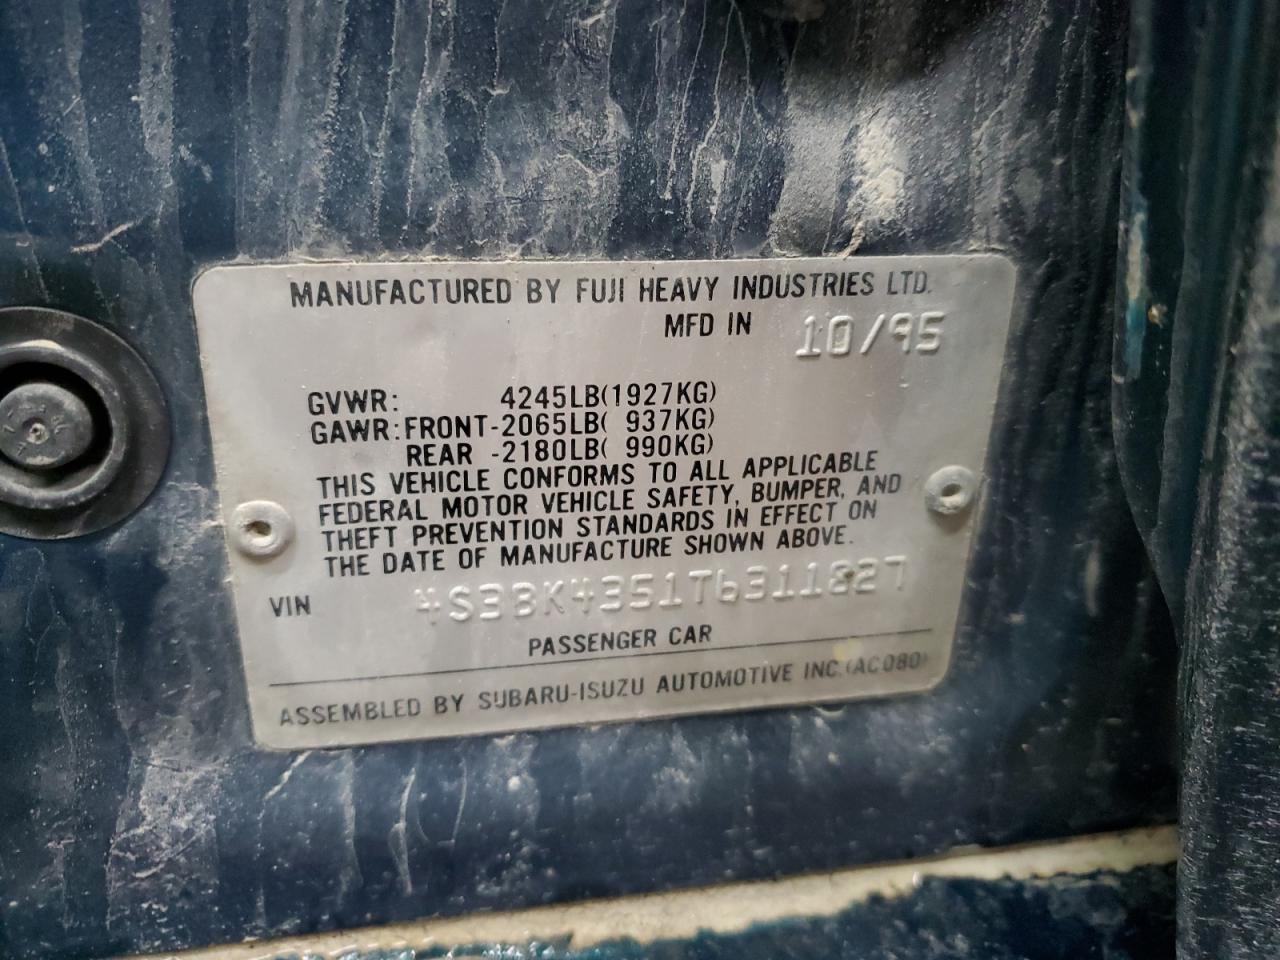 MANUFACTURED BY FUJI HEAVY INDUSTRIES LTD.
MFD IN 10/95
GVWR: 4245LB(1927KG)
GAWR:FRONT-2065LB( 937KG)
REAR -2180LB( 990KG)
THIS VEHICLE CONFORMS TO ALL APPLICABLE
FEDERAL MOTOR VEHICLE SAFETY, BUMPER, AND
THEFT PREVENTION STANDARDS IN EFFECT ON
THE DATE OF MANUFACTURE SHOWN ABOVE.
VIN 4S3BK4351T6311827
PASSENGER CAR
ASSEMBLED BY SUBARU-ISUZU AUTOMOTIVE INC.(AC080)